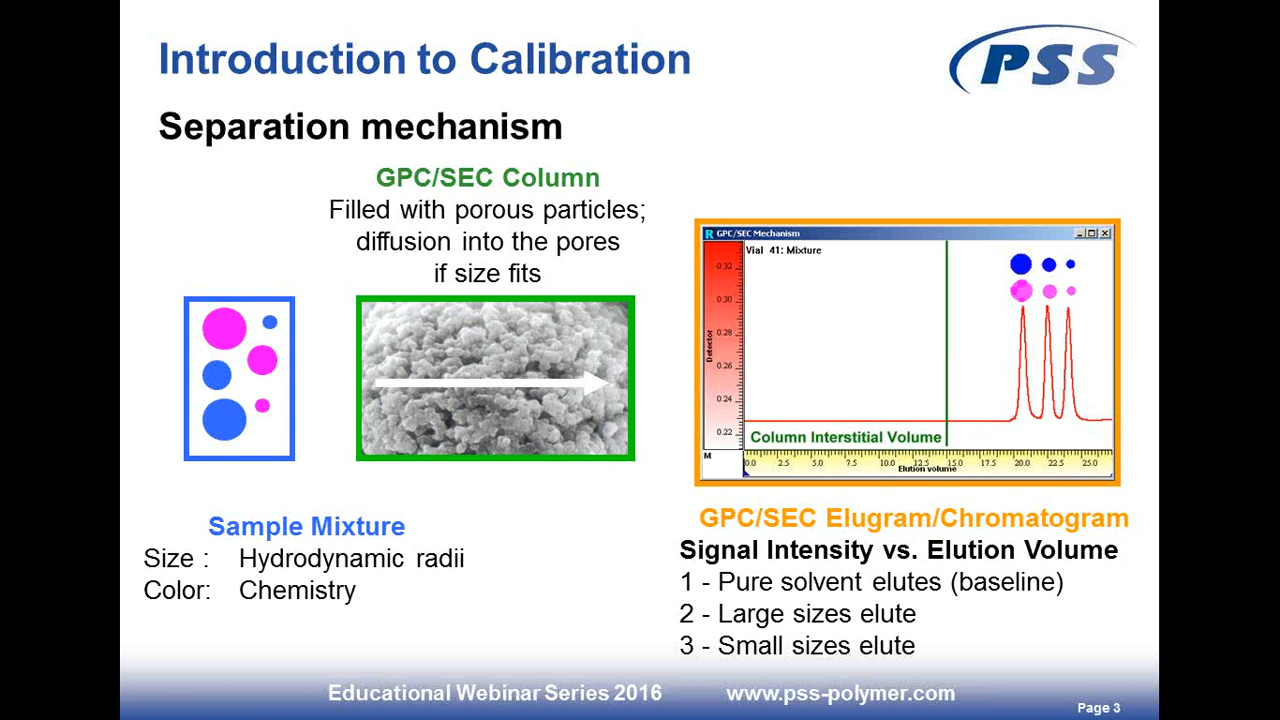 Introduction to Calibration
PSS
Separation mechanism
GPC/SEC Column
Filled with porous particles;
diffusion into the pores
if size fits
Sample Mixture
Size : Hydrodynamic radii
Color: Chemistry
R GPC/SEC Mechanism
Vial 41: Mixture
0.32
0.30
0.28
0.26
0.24
0.22
Detector
M
Column Interstitial Volume
0.0 2.5 5.0 7.5 10.0 12.5 15.0 17.5 20.0 22.5 25.0
Elution volume
GPC/SEC Elugram/Chromatogram
Signal Intensity vs. Elution Volume
1 - Pure solvent elutes (baseline)
2 - Large sizes elute
3 - Small sizes elute
Educational Webinar Series 2016 www.pss-polymer.com
Page 3